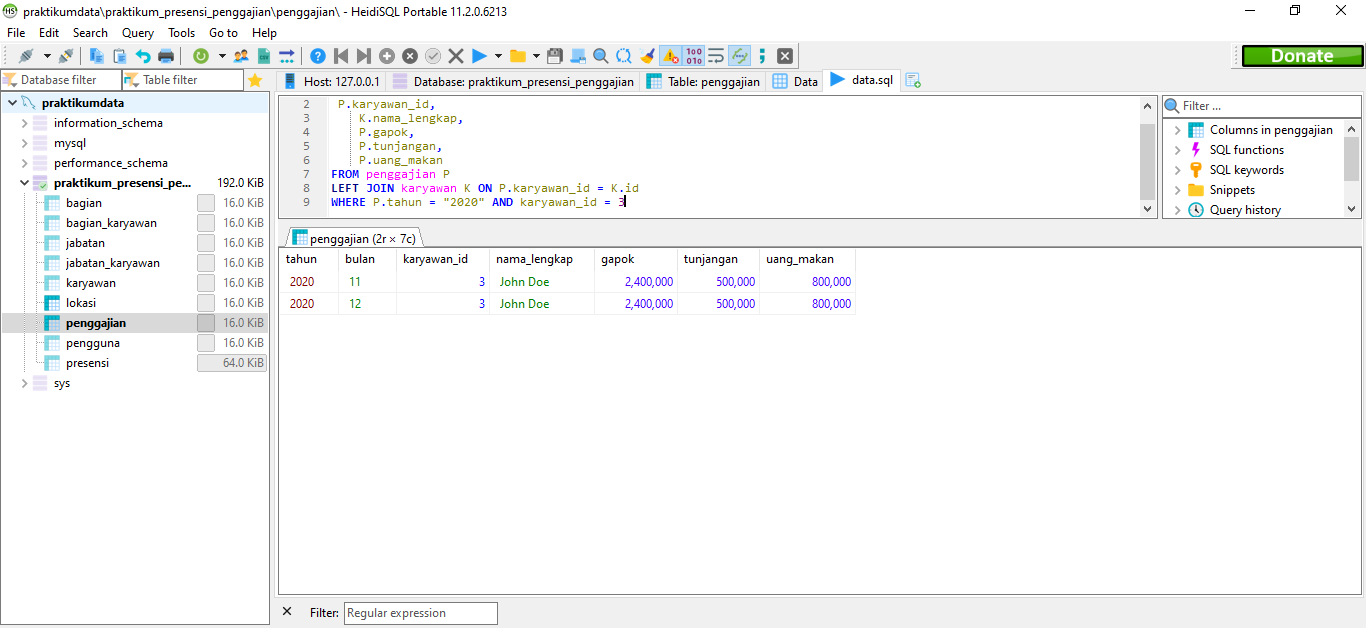 HS praktikumdata\praktikum_presensi_penggajian\penggajian\ - HeidiSQL Portable 11.2.0.6213
File Edit Search Query Tools Go to Help
Donate
Database filter Table filter
Host: 127.0.0.1 Database: praktikum_presensi_penggajian Table: penggajian Data data.sql
praktikumdata
information_schema
mysql
performance_schema
praktikum_presensi_pe... 192.0 KiB
bagian 16.0 KiB
bagian_karyawan 16.0 KiB
jabatan 16.0 KiB
jabatan_karyawan 16.0 KiB
karyawan 16.0 KiB
lokasi 16.0 KiB
penggajian 16.0 KiB
pengguna 16.0 KiB
presensi 64.0 KiB
sys
2 P.karyawan_id,
3 K.nama_lengkap,
4 P.gapok,
5 P.tunjangan,
6 P.uang_makan
7 FROM penggajian P
8 LEFT JOIN karyawan K ON P.karyawan_id = K.id
9 WHERE P.tahun = "2020" AND karyawan_id = 3
Filter ...
Columns in penggajian
SQL functions
SQL keywords
Snippets
Query history
penggajian (2r × 7c)
tahun bulan karyawan_id nama_lengkap gapok tunjangan uang_makan
2020 11 3 John Doe 2,400,000 500,000 800,000
2020 12 3 John Doe 2,400,000 500,000 800,000
Filter: Regular expression